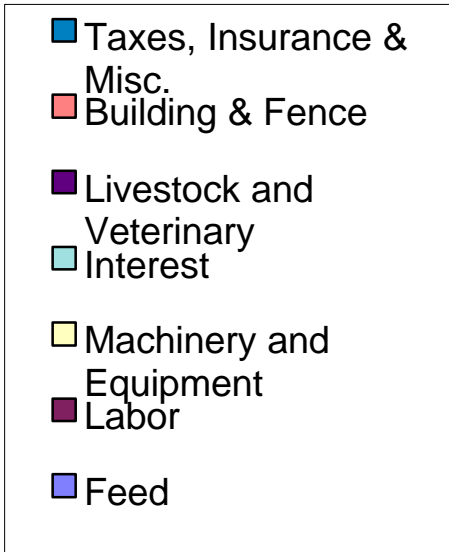 Taxes, Insurance &
Misc.
Building & Fence
Livestock and
Veterinary
Interest
Machinery and
Equipment
Labor
Feed